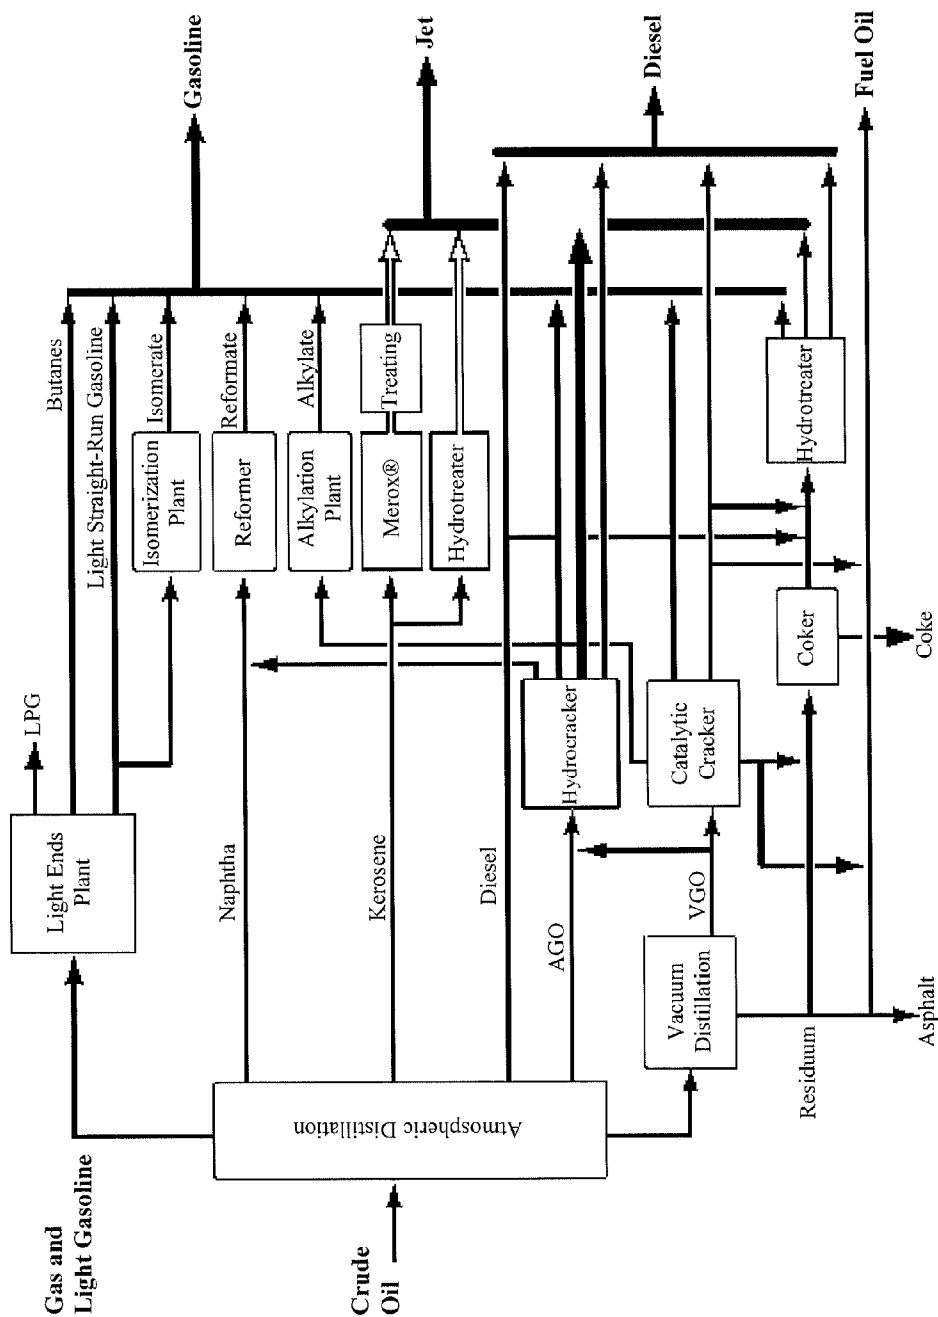 Gas and
Light Gasoline
Crude
Oil
Atmospheric Distillation
Light Ends
Plant
LPG
Butanes
Light Straight-Run Gasoline
Isomerization
Plant
Isomerate
Naphtha
Reformer
Reformate
Alkylation
Plant
Alkylate
Gasoline
Kerosene
Merox®
Treating
Hydrotreater
Jet
Diesel
AGO
Hydrocracker
Vacuum
Distillation
VGO
Catalytic
Cracker
Diesel
Residuum
Coker
Hydrotreater
Fuel Oil
Asphalt
Coke